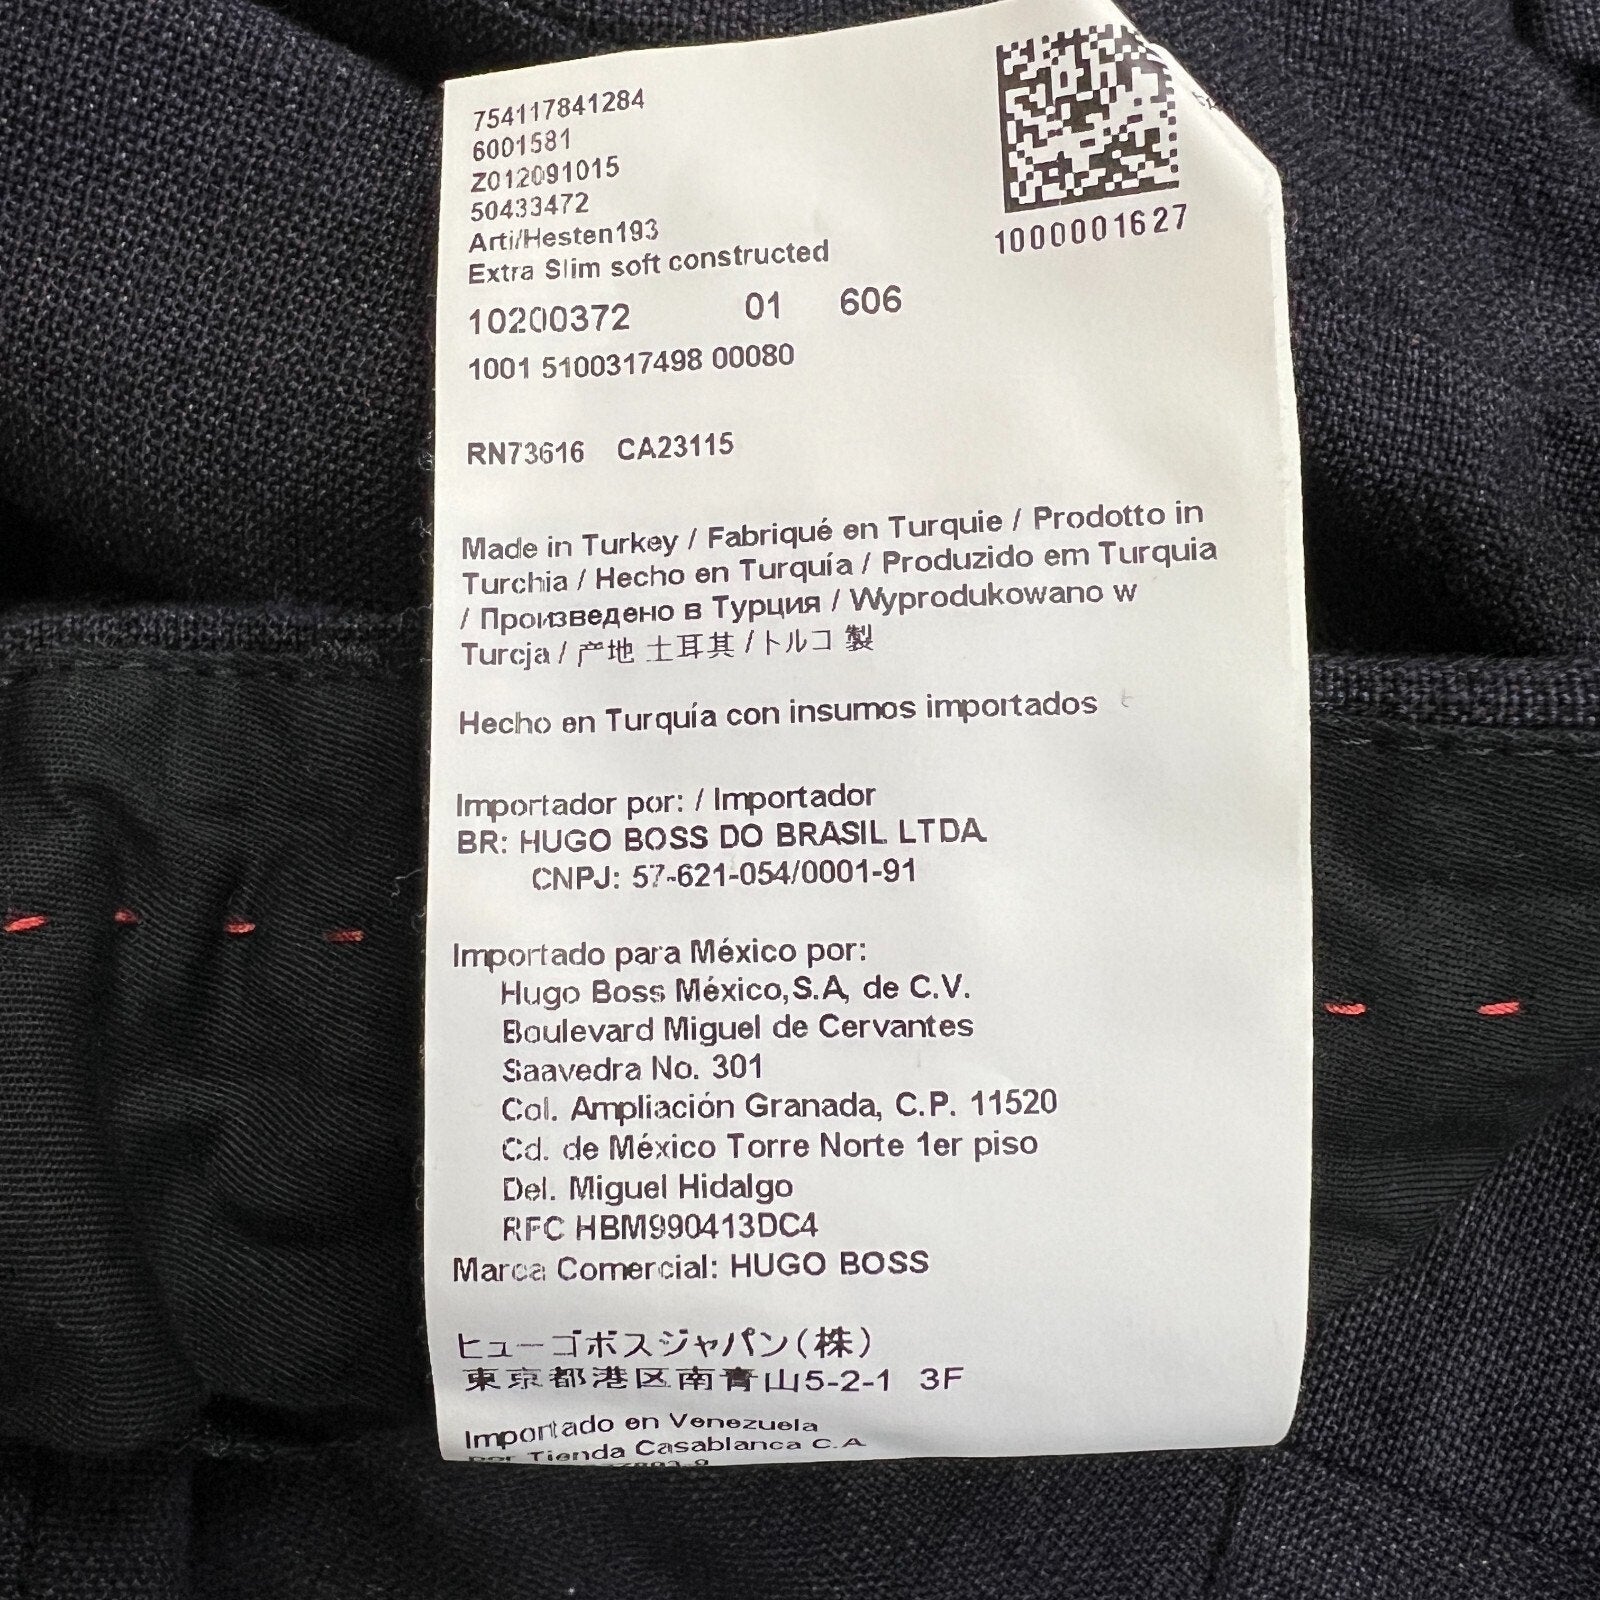 754117841284
6001581
Z012091015
50433472
Arti/Hesten193
Extra Slim soft constructed
10200372 01 606
1001 5100317498 00080
1000001627
RN73616 CA23115
Made in Turkey / Fabriqué en Turquie / Prodotto in
Turchia / Hecho en Turquía / Produzido em Turquia
/ Произведено в Турция / Wyprodukowano w
Turcja / 产地 土耳其 / トルコ 製
Hecho en Turquía con insumos importados
Importador por: / Importador
BR: HUGO BOSS DO BRASIL LTDA
CNPJ: 57-621-054/0001-91
Importado para México por:
Hugo Boss México,S.A, de C.V.
Boulevard Miguel de Cervantes
Saavedra No. 301
Col. Ampliación Granada, C.P. 11520
Cd. de México Torre Norte 1er piso
Del. Miguel Hidalgo
RFC HBM990413DC4
Marca Comercial: HUGO BOSS
ヒューゴボスジャパン(株)
東京都港区南青山5-2-1 3F
Importado en Venezuela
por Tienda Casablanca C.A